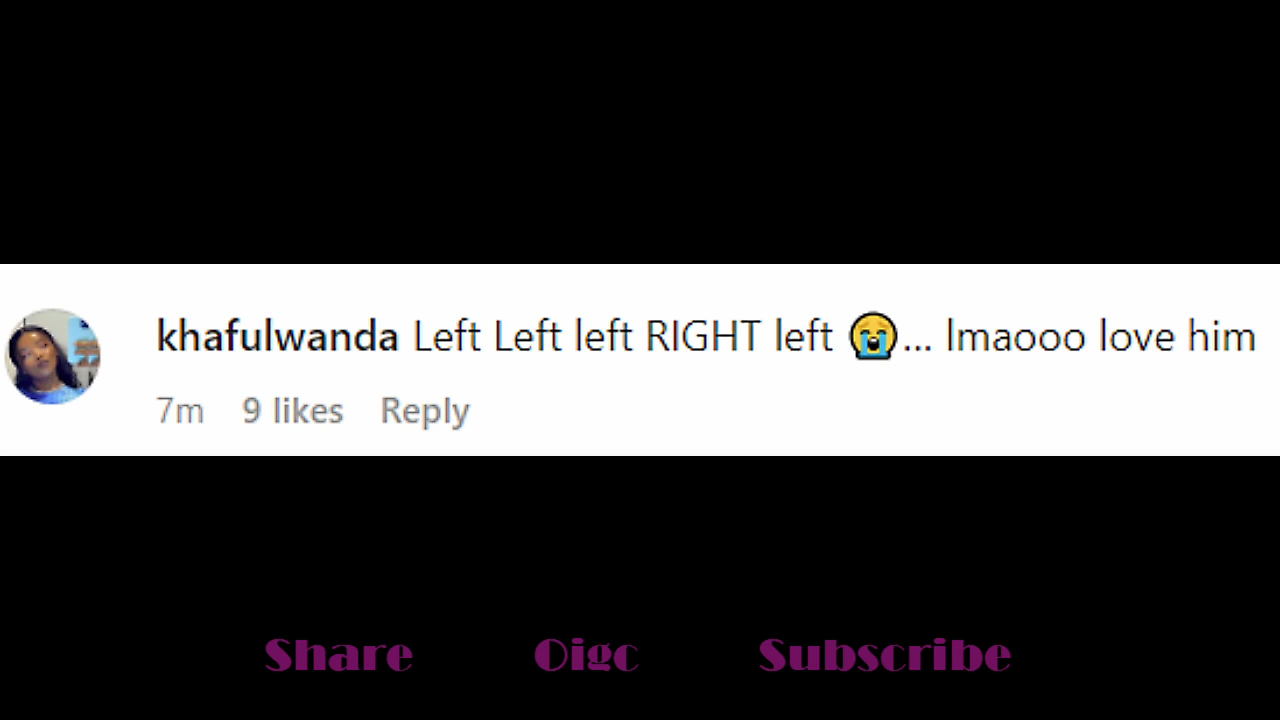 khafulwanda Left Left left RIGHT left 😭... lmaooo love him
7m 9 likes Reply
Share Oigc Subscribe